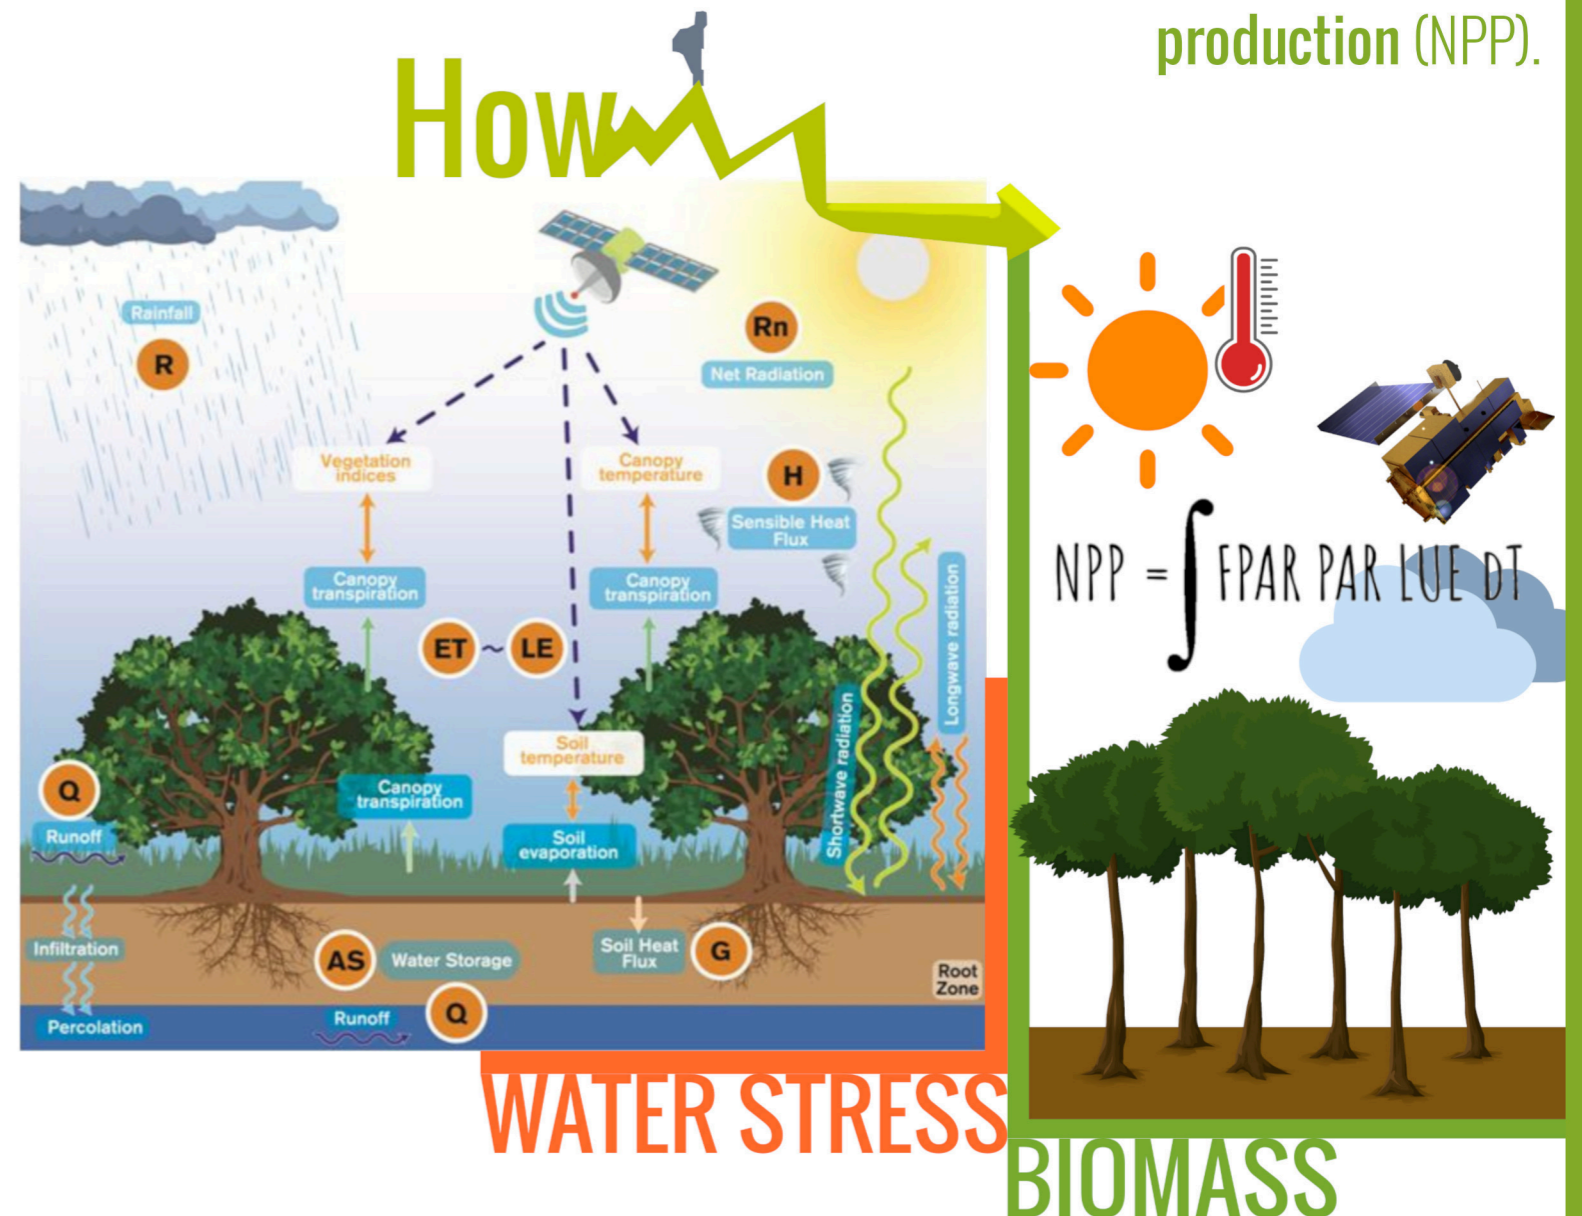 production (NPP).
How
Rainfall
R
Rn
Net Radiation
Vegetation
indices
Canopy
temperature
H
Sensible Heat
Flux
Canopy
transpiration
Canopy
transpiration
ET ~ LE
Longwave radiation
Shortwave radiation
Soil
temperature
Q
Runoff
Canopy
transpiration
Soil
evaporation
Infiltration
AS
Water Storage
Soil Heat
Flux
G
Root
Zone
Percolation
Runoff
Q
NPP = ∫ FPAR PAR LUE dT
WATER STRESS
BIOMASS